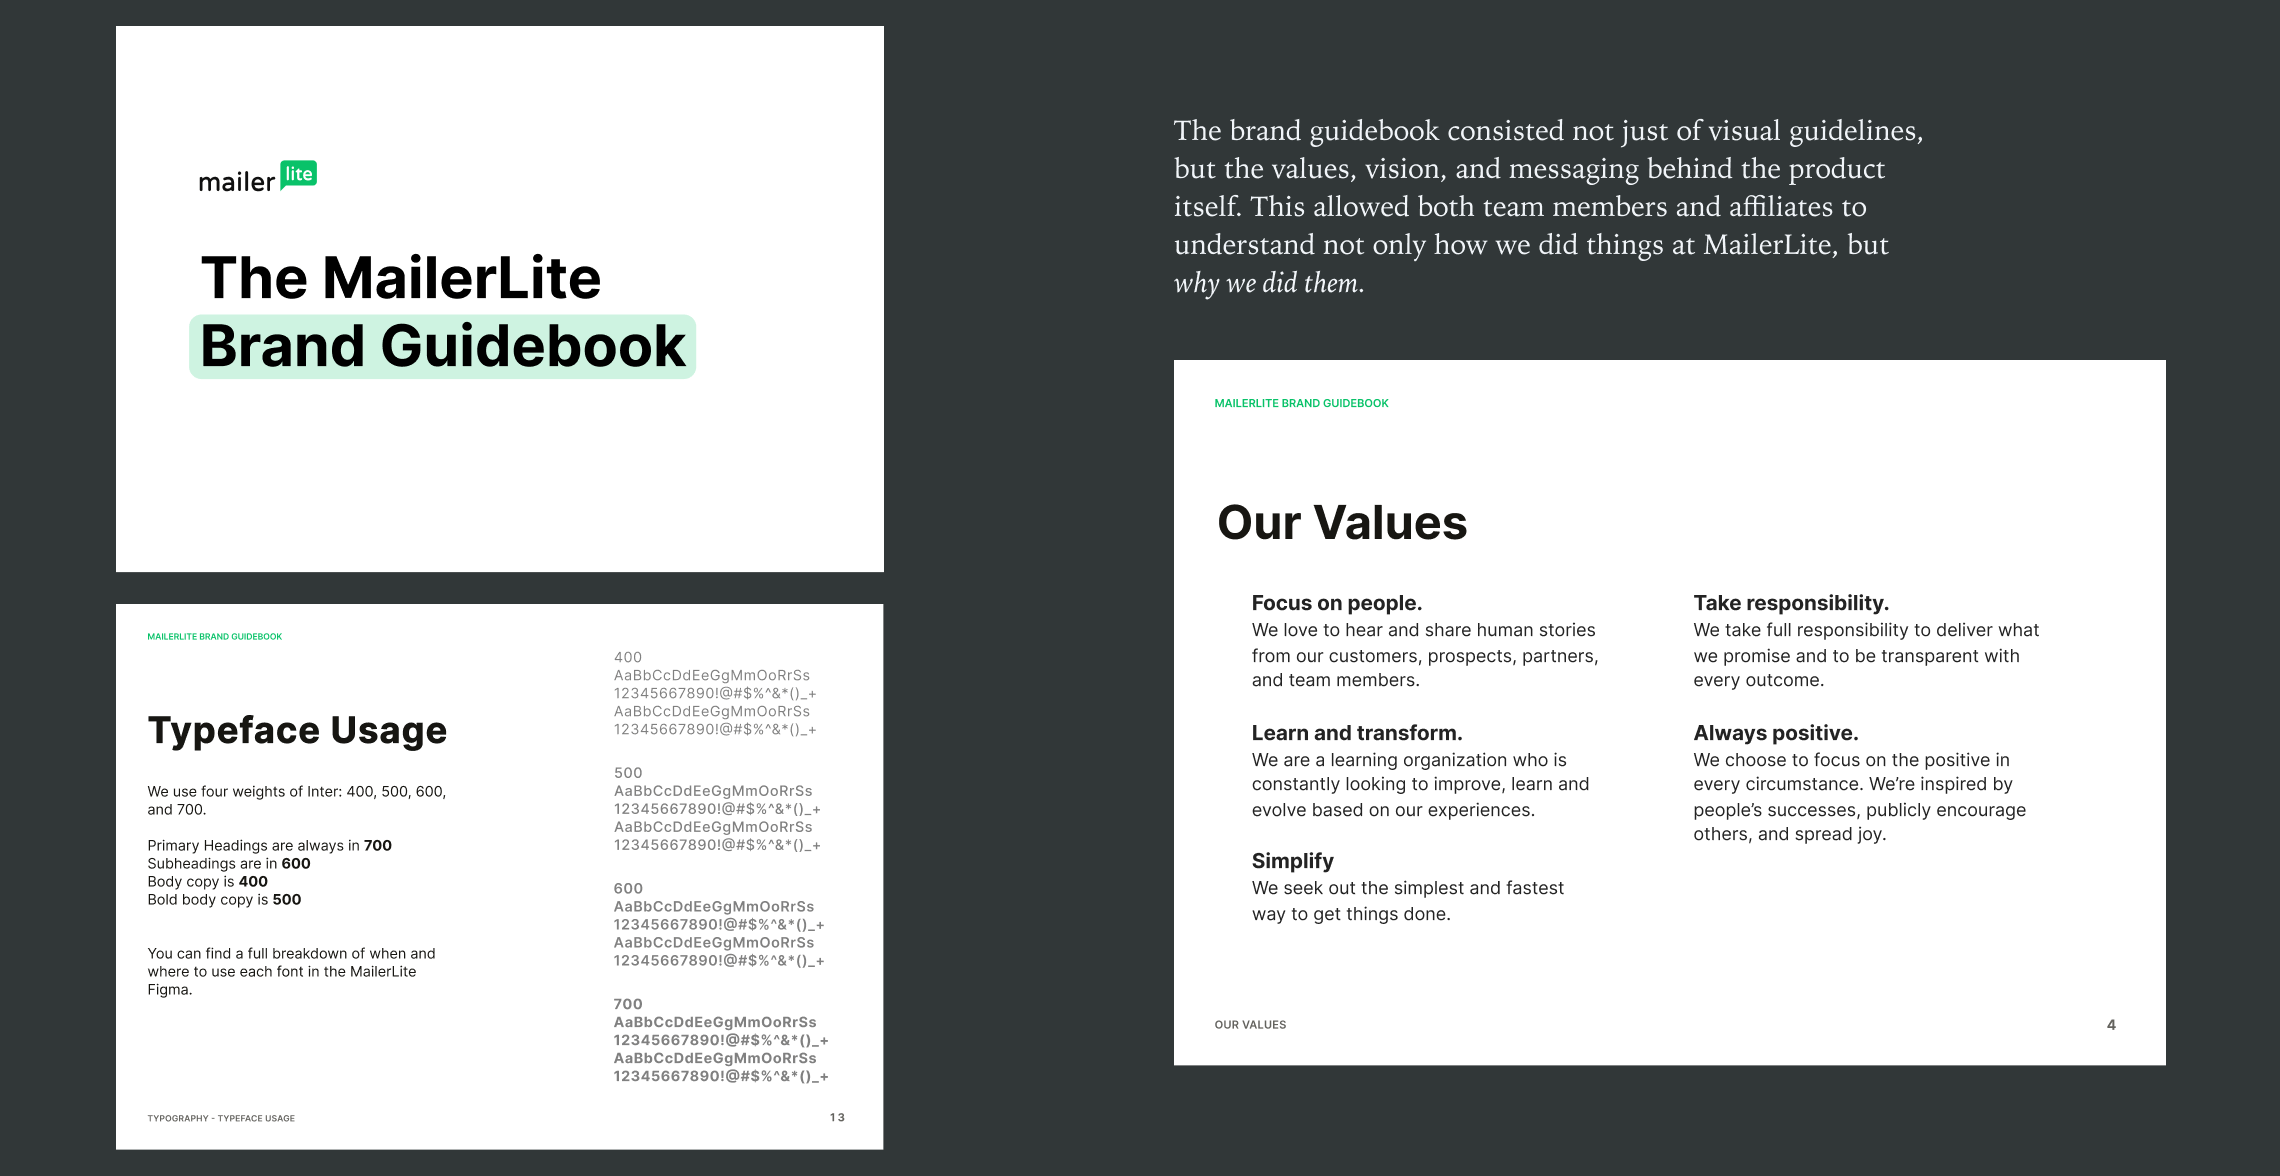 mailer lite
The MailerLite
Brand Guidebook
MAILERLITE BRAND GUIDEBOOK
Typeface Usage
We use four weights of Inter: 400, 500, 600,
and 700.
Primary Headings are always in 700
Subheadings are in 600
Body copy is 400
Bold body copy is 500
You can find a full breakdown of when and
where to use each font in the MailerLite
Figma.
400
AaBbCcDdEeGgMmOoRrSs
12345667890!@#$%^&*()_+
AaBbCcDdEeGgMmOoRrSs
12345667890!@#$%^&*()_+
500
AaBbCcDdEeGgMmOoRrSs
12345667890!@#$%^&*()_+
AaBbCcDdEeGgMmOoRrSs
12345667890!@#$%^&*()_+
600
AaBbCcDdEeGgMmOoRrSs
12345667890!@#$%^&*()_+
AaBbCcDdEeGgMmOoRrSs
12345667890!@#$%^&*()_+
700
AaBbCcDdEeGgMmOoRrSs
12345667890!@#$%^&*()_+
AaBbCcDdEeGgMmOoRrSs
12345667890!@#$%^&*()_+
TYPOGRAPHY - TYPEFACE USAGE
13
The brand guidebook consisted not just of visual guidelines,
but the values, vision, and messaging behind the product
itself. This allowed both team members and affiliates to
understand not only how we did things at MailerLite, but
why we did them.
MAILERLITE BRAND GUIDEBOOK
Our Values
Focus on people.
We love to hear and share human stories
from our customers, prospects, partners,
and team members.
Learn and transform.
We are a learning organization who is
constantly looking to improve, learn and
evolve based on our experiences.
Simplify
We seek out the simplest and fastest
way to get things done.
Take responsibility.
We take full responsibility to deliver what
we promise and to be transparent with
every outcome.
Always positive.
We choose to focus on the positive in
every circumstance. We’re inspired by
people’s successes, publicly encourage
others, and spread joy.
OUR VALUES
4